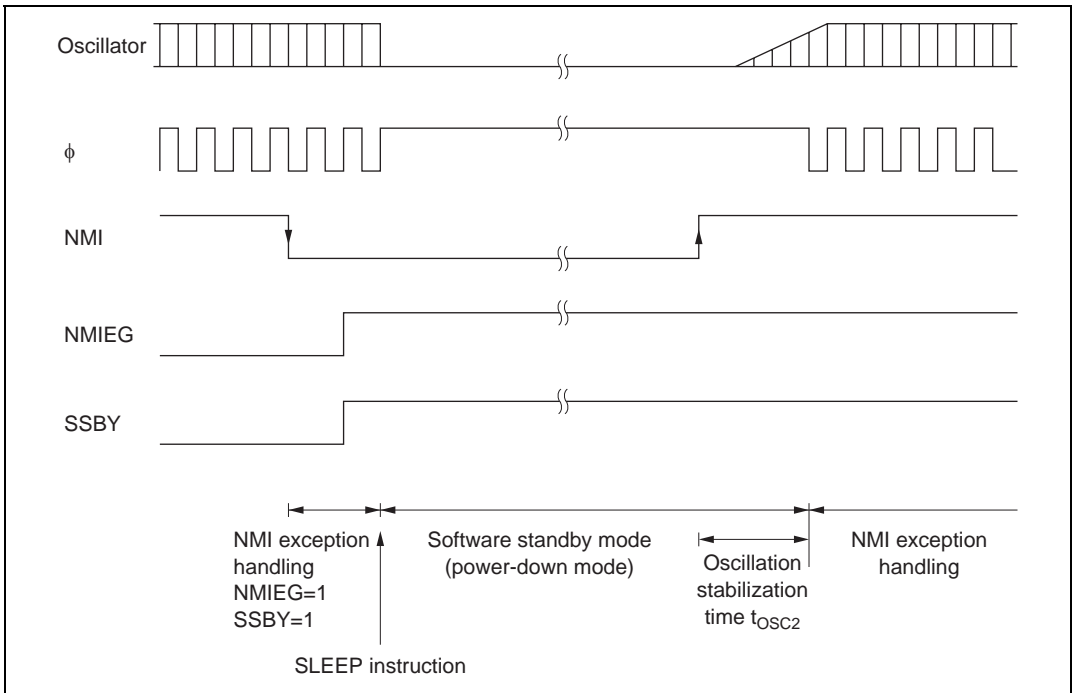 Oscillator
φ
NMI
NMIEG
SSBY
NMI exception
handling
NMIEG=1
SSBY=1
SLEEP instruction
Software standby mode
(power-down mode)
Oscillation
stabilization
time tOSC2
NMI exception
handling